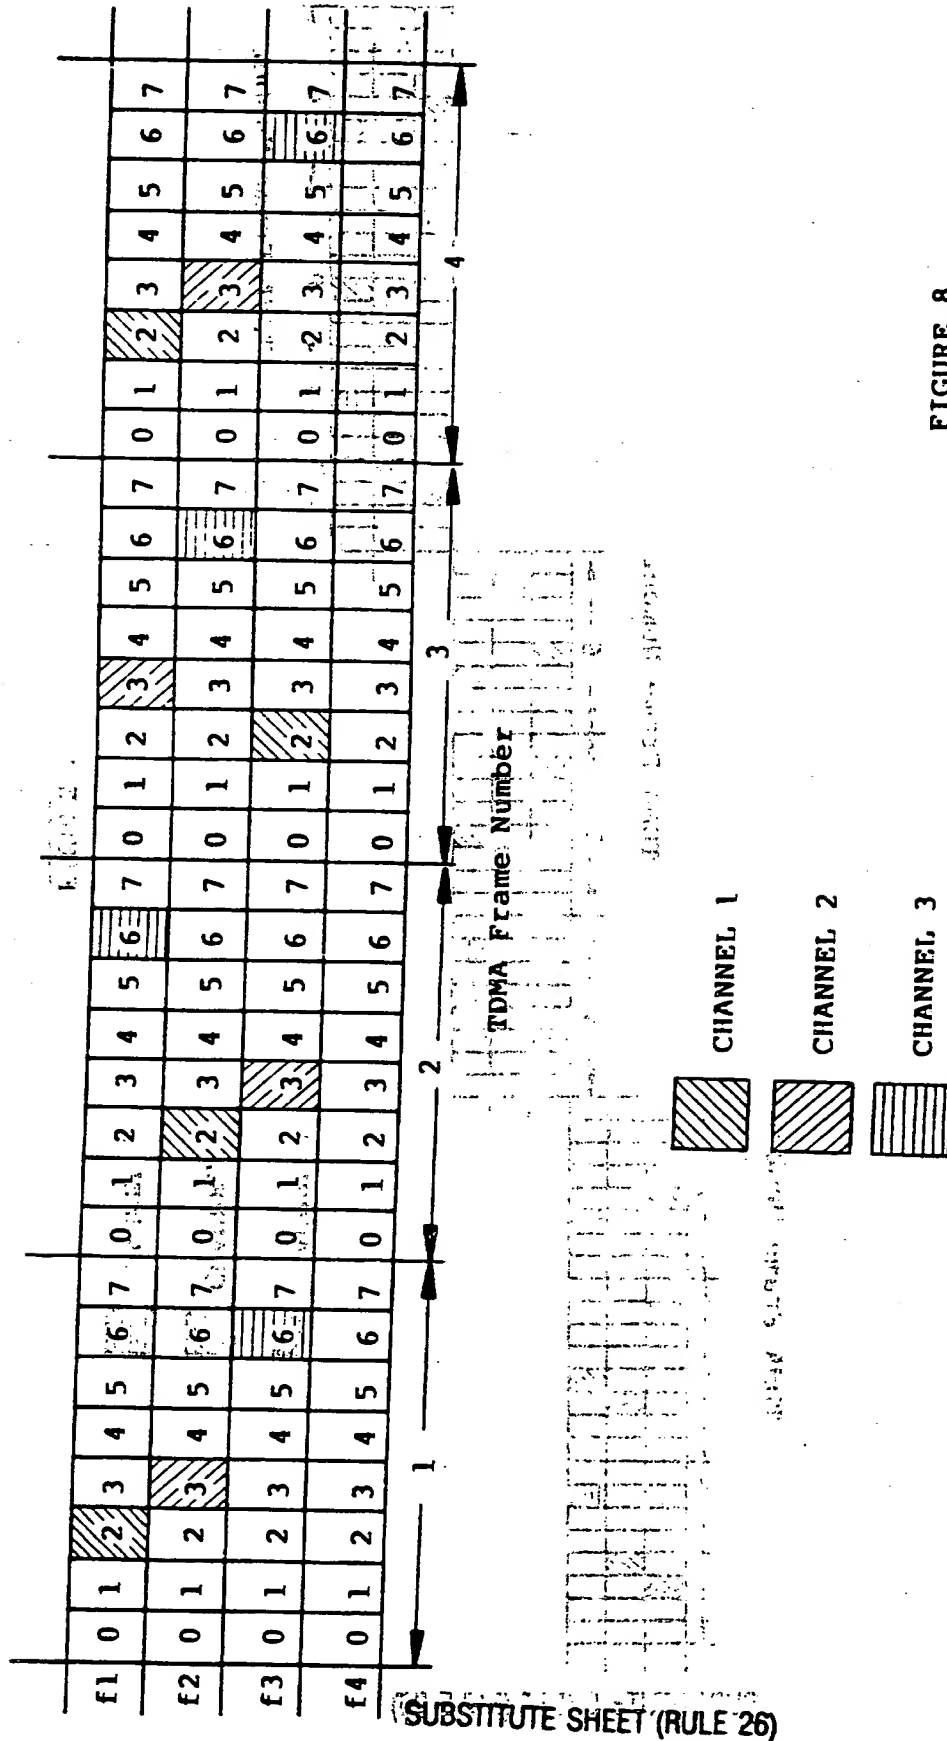 f1 0 1 2 3 4 5 6 7 0 1 2 3 4 5 6 7 0 1 2 3 4 5 6 7 0 1 2 3 4 5 6 7
f2 0 1 2 3 4 5 6 7 0 1 2 3 4 5 6 7 0 1 2 3 4 5 6 7 0 1 2 3 4 5 6 7
f3 0 1 2 3 4 5 6 7 0 1 2 3 4 5 6 7 0 1 2 3 4 5 6 7 0 1 2 3 4 5 6 7
f4 0 1 2 3 4 5 6 7 0 1 2 3 4 5 6 7 0 1 2 3 4 5 6 7 0 1 2 3 4 5 6 7
1 2 3 4
TDMA Frame Number
CHANNEL 1
CHANNEL 2
CHANNEL 3
FIGURE 8
SUBSTITUTE SHEET (RULE 26)